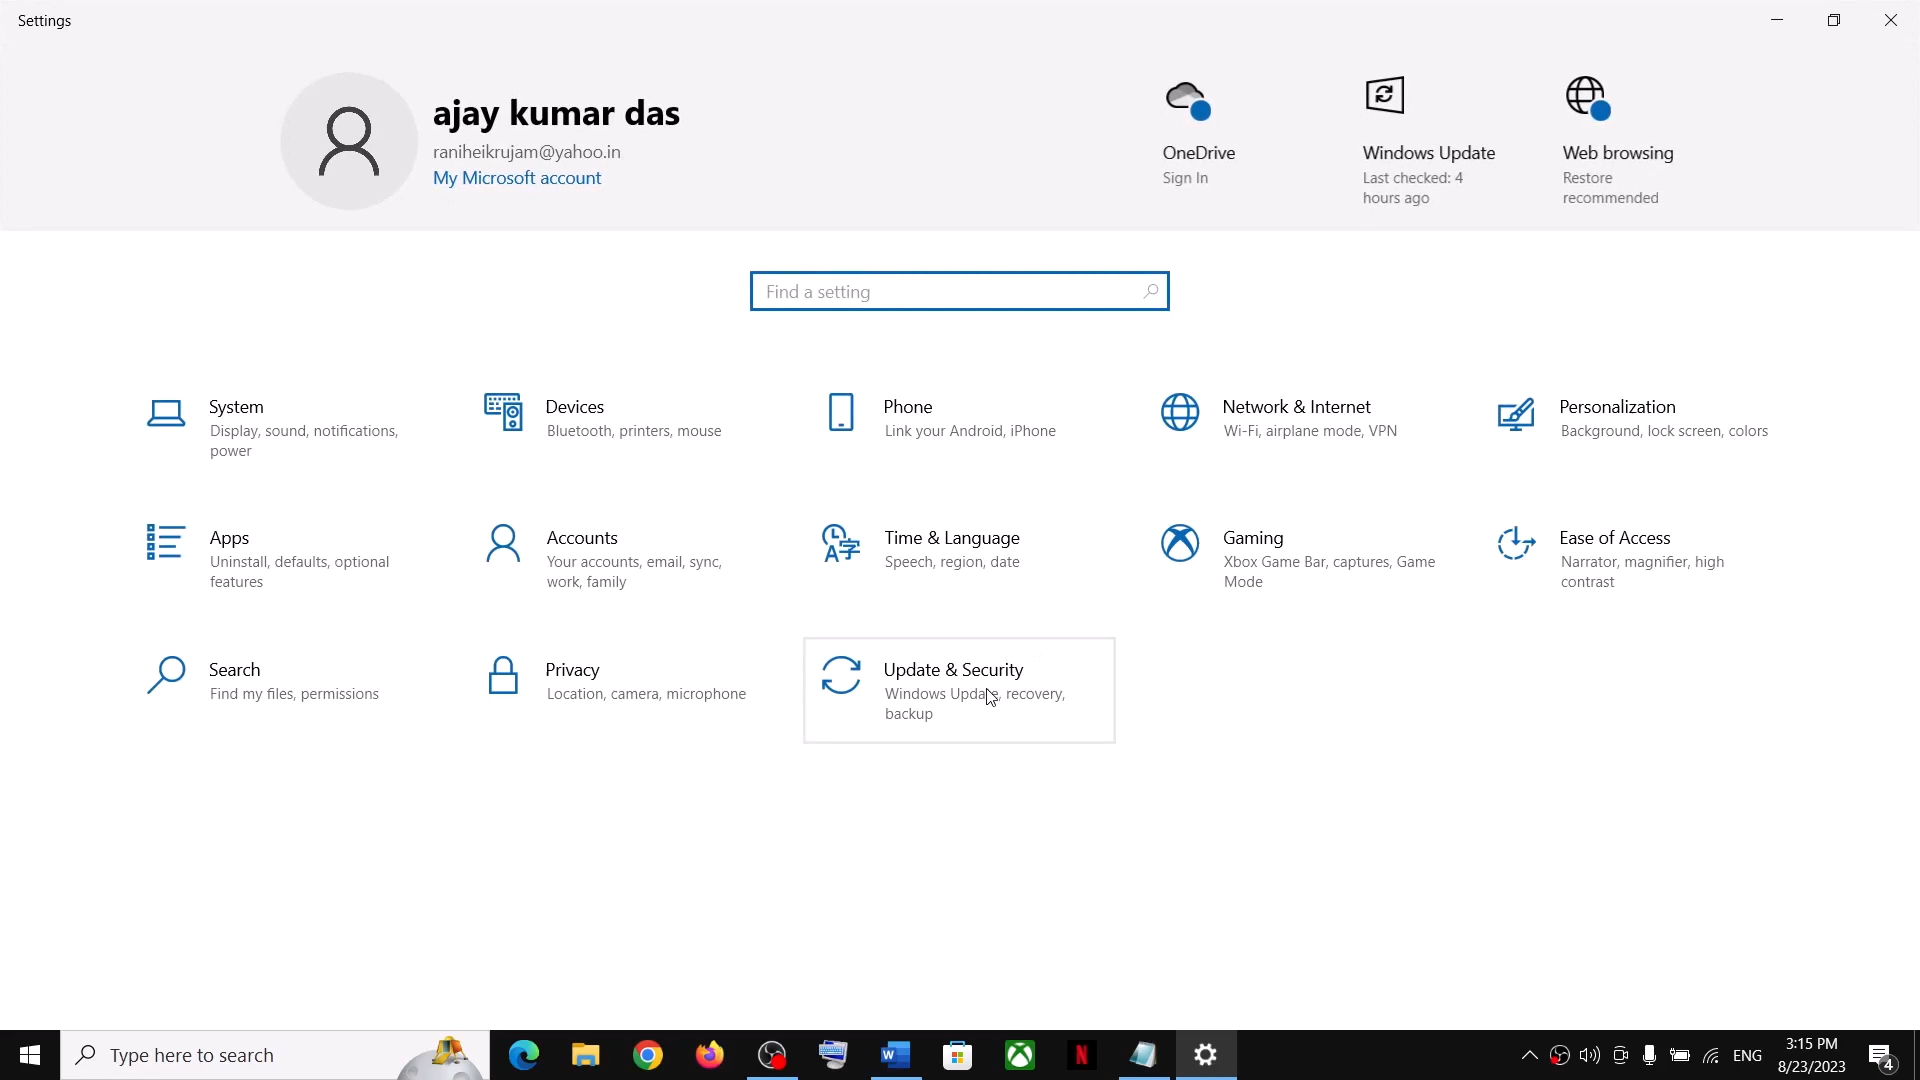 Settings
ajay kumar das
raniheikrujam@yahoo.in
My Microsoft account
OneDrive
Sign In
Windows Update
Last checked: 4
hours ago
Web browsing
Restore
recommended
Find a setting
System
Display, sound, notifications,
power
Devices
Bluetooth, printers, mouse
Phone
Link your Android, iPhone
Network & Internet
Wi-Fi, airplane mode, VPN
Personalization
Background, lock screen, colors
Apps
Uninstall, defaults, optional
features
Accounts
Your accounts, email, sync,
work, family
Time & Language
Speech, region, date
Gaming
Xbox Game Bar, captures, Game
Mode
Ease of Access
Narrator, magnifier, high
contrast
Search
Find my files, permissions
Privacy
Location, camera, microphone
Update & Security
Windows Update, recovery,
backup
Type here to search
ENG
3:15 PM
8/23/2023
4